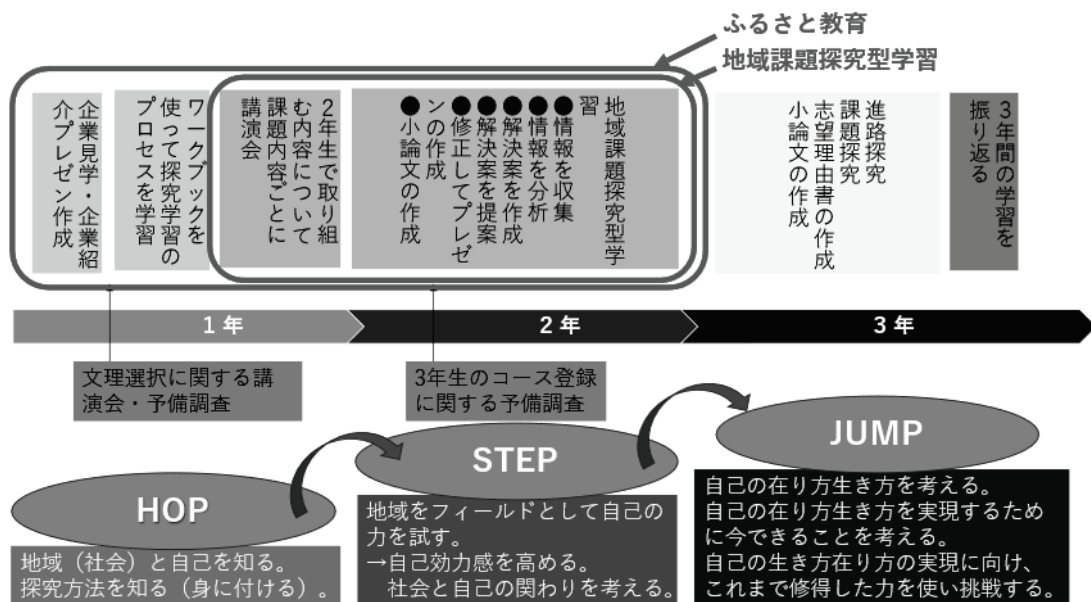 ふるさと教育
地域課題探究型学習
企業見学・企業紹
介プレゼン作成
ワークブックを
使って探究学習の
プロセスを学習
2年生で取り組
む内容について
課題内容ごとに
講演会
地域課題探究型学
習
●情報を収集
●情報を分析
●解決案を作成
●解決案を提案
●修正してプレゼ
ンの作成
●小論文の作成
進路探究
課題探究
志望理由書の作成
小論文の作成
3年間の学習を
振り返る
1年
2年
3年
文理選択に関する講
演会・予備調査
3年生のコース登録
に関する予備調査
HOP
地域（社会）と自己を知る。
探究方法を知る（身に付ける）。
STEP
地域をフィールドとして自己の
力を試す。
→自己効力感を高める。
社会と自己の関わりを考える。
JUMP
自己の在り方生き方を考える。
自己の在り方生き方を実現するため
に今できることを考える。
自己の生き方在り方の実現に向け、
これまで修得した力を使い挑戦する。